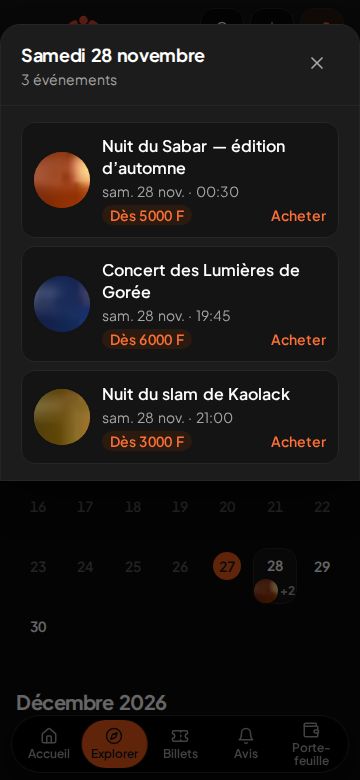 Samedi 28 novembre
3 événements
Nuit du Sabar — édition
d’automne
sam. 28 nov. · 00:30
Dès 5000 F
Acheter
Concert des Lumières de
Gorée
sam. 28 nov. · 19:45
Dès 6000 F
Acheter
Nuit du slam de Kaolack
sam. 28 nov. · 21:00
Dès 3000 F
Acheter
16 17 18 19 20 21 22
23 24 25 26 27 28 29
+2
30
Décembre 2026
Accueil
Explorer
Billets
Avis
Porte-
feuille